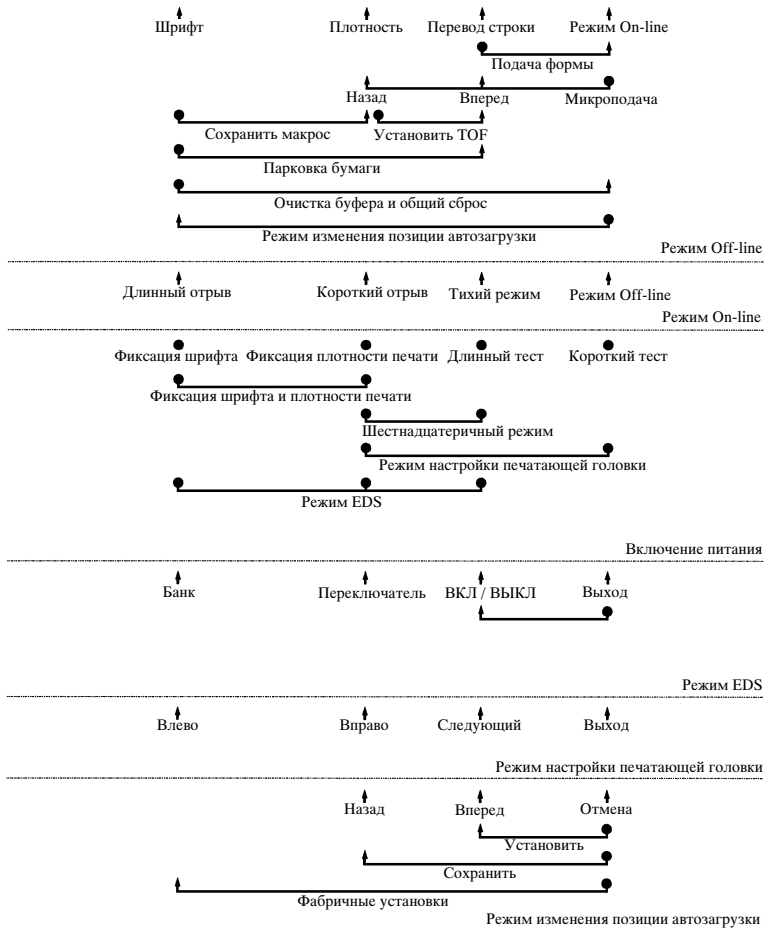 Шрифт Плотность Перевод строки Режим On-line
Подача формы
Назад Вперед Микроподача
Сохранить макрос Установить TOF
Парковка бумаги
Очистка буфера и общий сброс
Режим изменения позиции автозагрузки
Режим Off-line
Длинный отрыв Короткий отрыв Тихий режим Режим Off-line
Режим On-line
Фиксация шрифта Фиксация плотности печати Длинный тест Короткий тест
Фиксация шрифта и плотности печати
Шестнадцатеричный режим
Режим настройки печатающей головки
Режим EDS
Включение питания
Банк Переключатель ВКЛ / ВЫКЛ Выход
Режим EDS
Влево Вправо Следующий Выход
Режим настройки печатающей головки
Назад Вперед Отмена
Установить
Сохранить
Фабричные установки
Режим изменения позиции автозагрузки